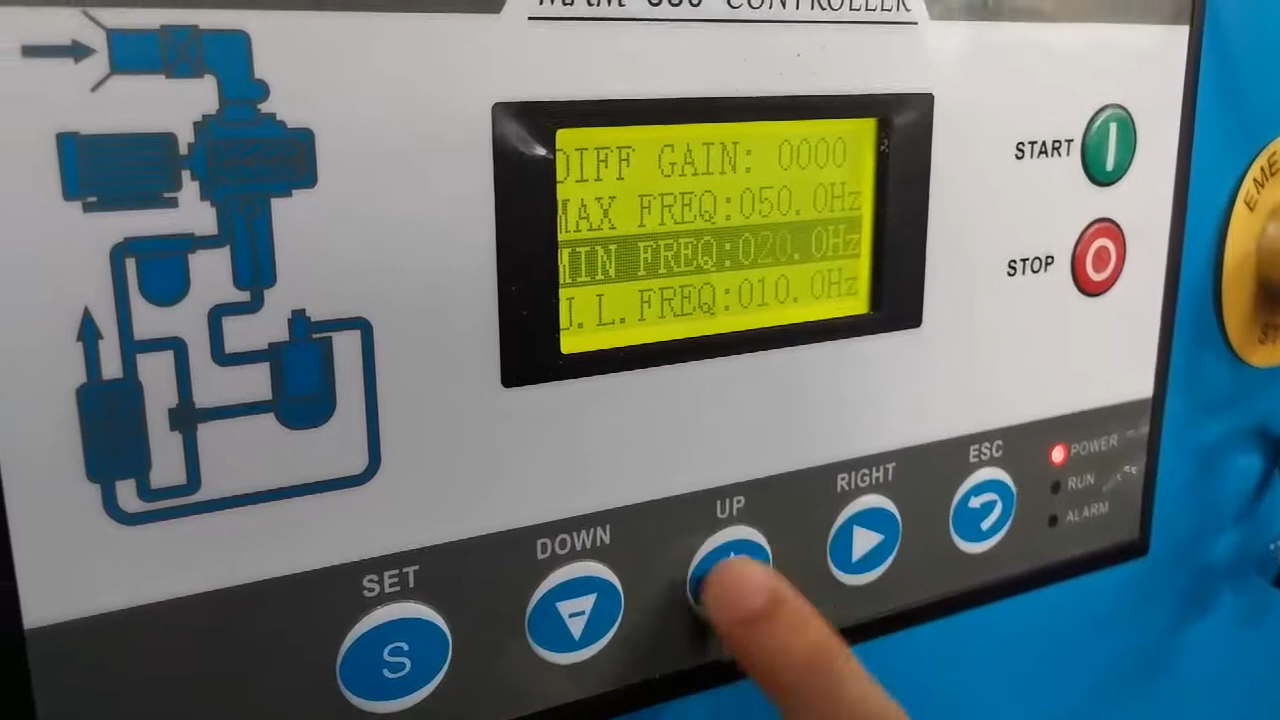 CONTROLLER
DIFF GAIN: 0000
MAX FREQ:050.0Hz
MIN FREQ:020.0Hz
U.L.FREQ:010.0Hz
START
STOP
SET
DOWN
UP
RIGHT
ESC
POWER
RUN
ALARM
S
EME